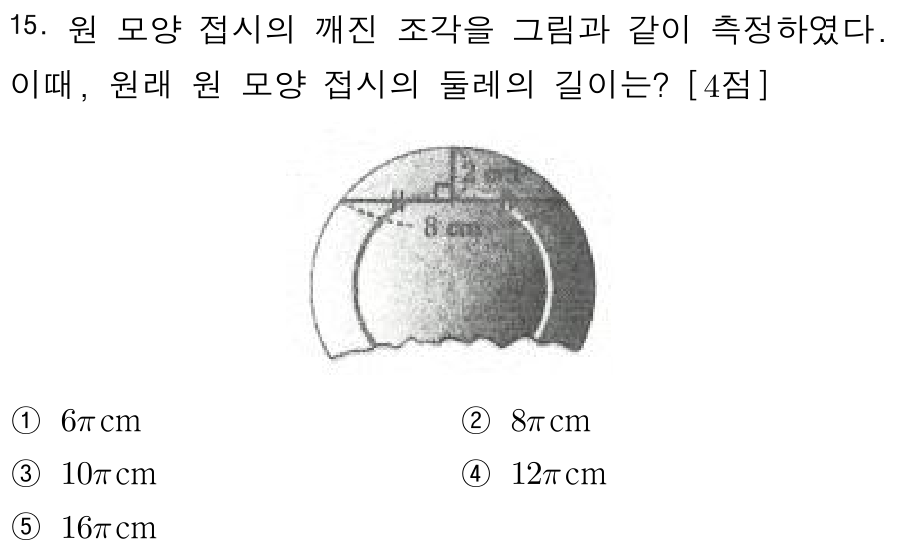 15. 원 모양 접시의 깨진 조각을 그림과 같이 측정하였다.
이때, 원래 원 모양 접시의 둘레의 길이는? [4점]
2 cm
8 cm
① 6π cm
② 8π cm
③ 10π cm
④ 12π cm
⑤ 16π cm